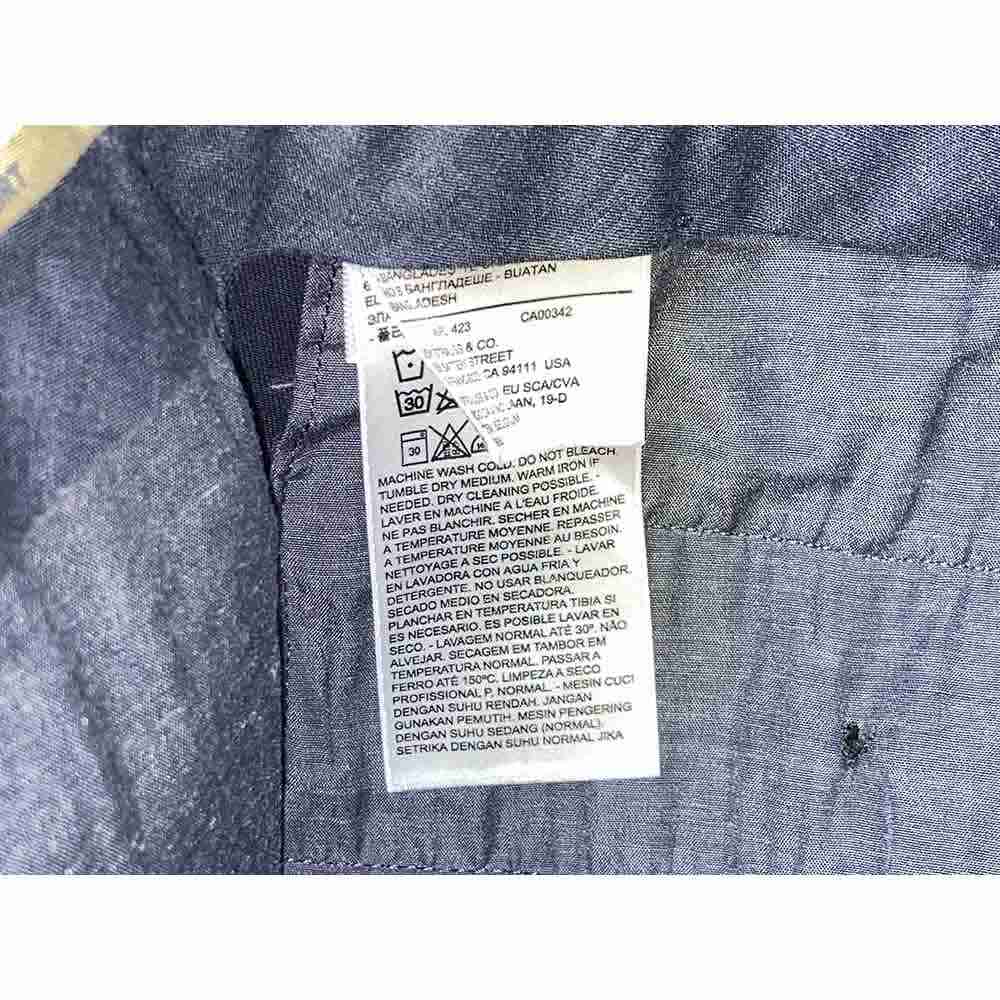 BANGLADES
БАНГЛАДЕШЕ - BUATAN
BANGLADESH
423 CA00342
& CO.
STREET
CA 94111 USA
EU SCA/CVA
JAN, 19-D
30
30
MACHINE WASH COLD. DO NOT BLEACH.
TUMBLE DRY MEDIUM. WARM IRON IF
NEEDED. DRY CLEANING POSSIBLE. -
LAVER EN MACHINE A L'EAU FROIDE.
NE PAS BLANCHIR. SECHER EN MACHINE
A TEMPERATURE MOYENNE. REPASSER
A TEMPERATURE MOYENNE AU BESOIN.
NETTOYAGE A SEC POSSIBLE. - LAVAR
EN LAVADORA CON AGUA FRIA Y
DETERGENTE. NO USAR BLANQUEADOR.
SECADO MEDIO EN SECADORA.
PLANCHAR EN TEMPERATURA TIBIA SI
ES NECESARIO. ES POSIBLE LAVAR EN
SECO. - LAVAGEM NORMAL ATÉ 30º. NÃO
ALVEJAR. SECAGEM EM TAMBOR EM
TEMPERATURA NORMAL. PASSAR A
FERRO ATÉ 150ºC. LIMPEZA A SECO
PROFISSIONAL P, NORMAL. - MESIN CUCI
DENGAN SUHU RENDAH. JANGAN
GUNAKAN PEMUTIH. MESIN PENGERING
DENGAN SUHU SEDANG (NORMAL).
SETRIKA DENGAN SUHU NORMAL JIKA